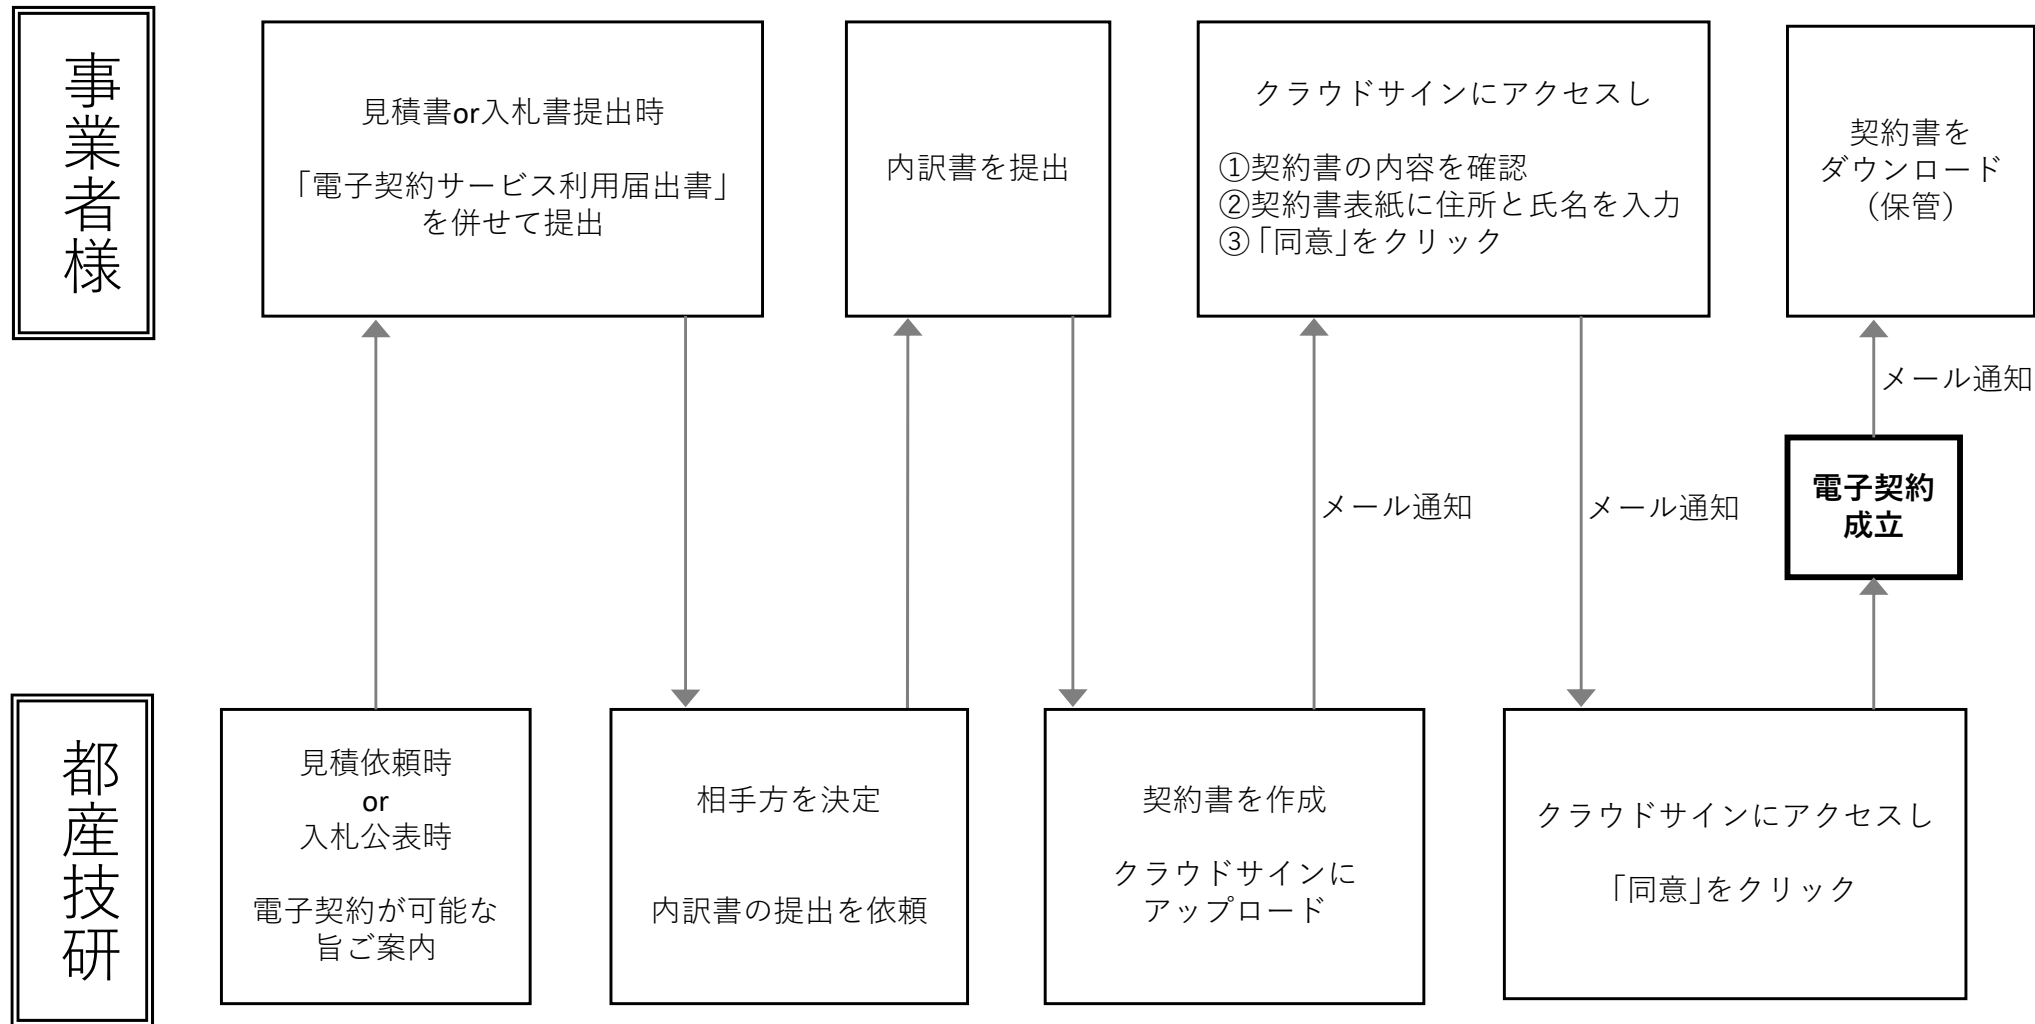 事業者様
見積書or入札書提出時
「電子契約サービス利用届出書」
を併せて提出
内訳書を提出
クラウドサインにアクセスし
①契約書の内容を確認
②契約書表紙に住所と氏名を入力
③「同意」をクリック
契約書を
ダウンロード
（保管）
メール通知
メール通知
メール通知
電子契約
成立
都産技研
見積依頼時
or
入札公表時
電子契約が可能な
旨ご案内
相手方を決定
内訳書の提出を依頼
契約書を作成
クラウドサインに
アップロード
クラウドサインにアクセスし
「同意」をクリック